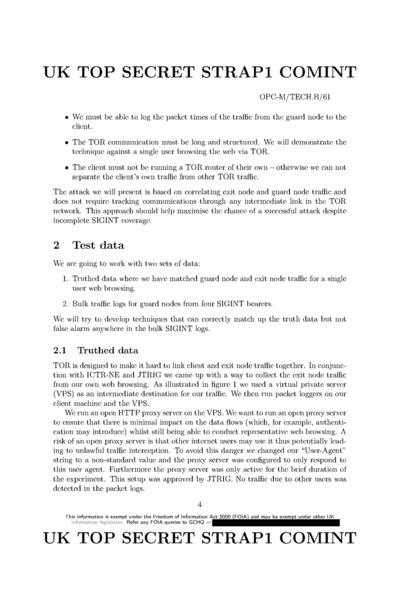 UK TOP SECRET STRAP1 COMINT
OPC-M/TECH.B/61
• We must be able to log the packet times of the traffic from the guard node to the
client.
• The TOR communication must be long and structured. We will demonstrate the
technique against a single user browsing the web via TOR.
• The client must not be running a TOR router of their own – otherwise we can not
separate the client's own traffic from other TOR traffic.
The attack we will present is based on correlating exit node and guard node traffic and
does not require tracking communications through any intermediate link in the TOR
network. This approach should help maximise the chance of a successful attack despite
incomplete SIGINT coverage.
2 Test data
We are going to work with two sets of data:
1. Truthed data where we have matched guard node and exit node traffic for a single
user web browsing.
2. Bulk traffic logs for guard nodes from four SIGINT bearers.
We will try to develop techniques that can correctly match up the truth data but not
false alarm anywhere in the bulk SIGINT logs.
2.1 Truthed data
TOR is designed to make it hard to link client and exit node traffic together. In conjunc-
tion with ICTR-NE and JTRIG we came up with a way to collect the exit node traffic
from our own web browsing. As illustrated in figure 1 we used a virtual private server
(VPS) as an intermediate destination for our traffic. We then run packet loggers on our
client machine and the VPS.
We run an open HTTP proxy server on the VPS. We want to run an open proxy server
to ensure that there is minimal impact on the data flows (which, for example, authenti-
cation may introduce) whilst still being able to conduct representative web browsing. A
risk of an open proxy server is that other internet users may use it thus potentially lead-
ing to unlawful traffic interception. To avoid this danger we changed our "User-Agent"
string to a non-standard value and the proxy server was configured to only respond to
this user agent. Furthermore the proxy server was only active for the brief duration of
the experiment. This setup was approved by JTRIG. No traffic due to other users was
detected in the packet logs.
4
This information is exempt under the Freedom of Information Act 2000 (FOIA) and may be exempt under other UK
information legislation. Refer any FOIA queries to GCHQ on
UK TOP SECRET STRAP1 COMINT